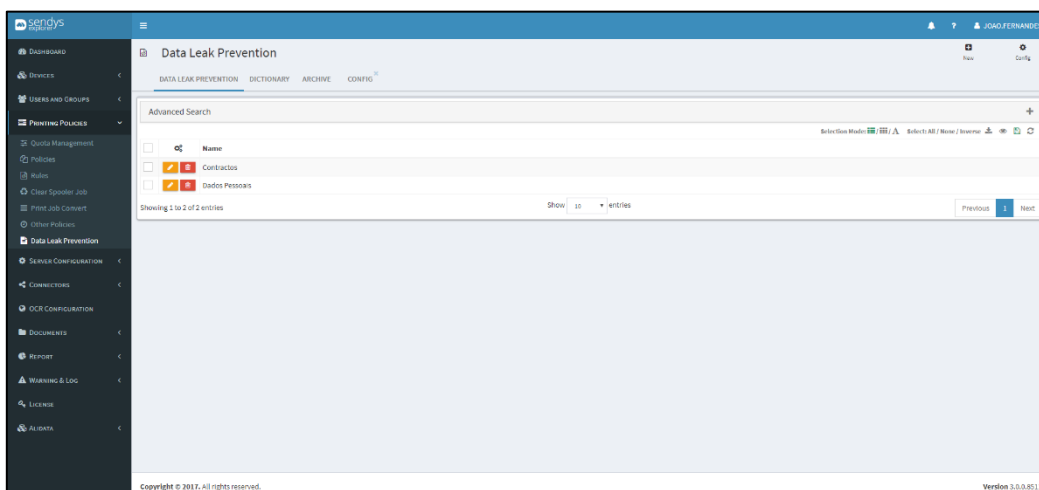 sendys
explorer
JOAO.FERNANDES
DASHBOARD
DEVICES
USERS AND GROUPS
PRINTING POLICIES
Quota Management
Policies
Rules
Clear Spooler Job
Print Job Convert
Other Policies
Data Leak Prevention
SERVER CONFIGURATION
CONNECTORS
OCR CONFIGURATION
DOCUMENTS
REPORT
WARNING & LOG
LICENSE
ALIDATA
Data Leak Prevention
New Config
DATA LEAK PREVENTION DICTIONARY ARCHIVE CONFIG
Advanced Search +
Selection Mode: / / A Select: All / None / Inverse
Name
Contractos
Dados Pessoais
Showing 1 to 2 of 2 entries Show 10 entries Previous 1 Next
Copyright © 2017. All rights reserved. Version 3.0.0.851